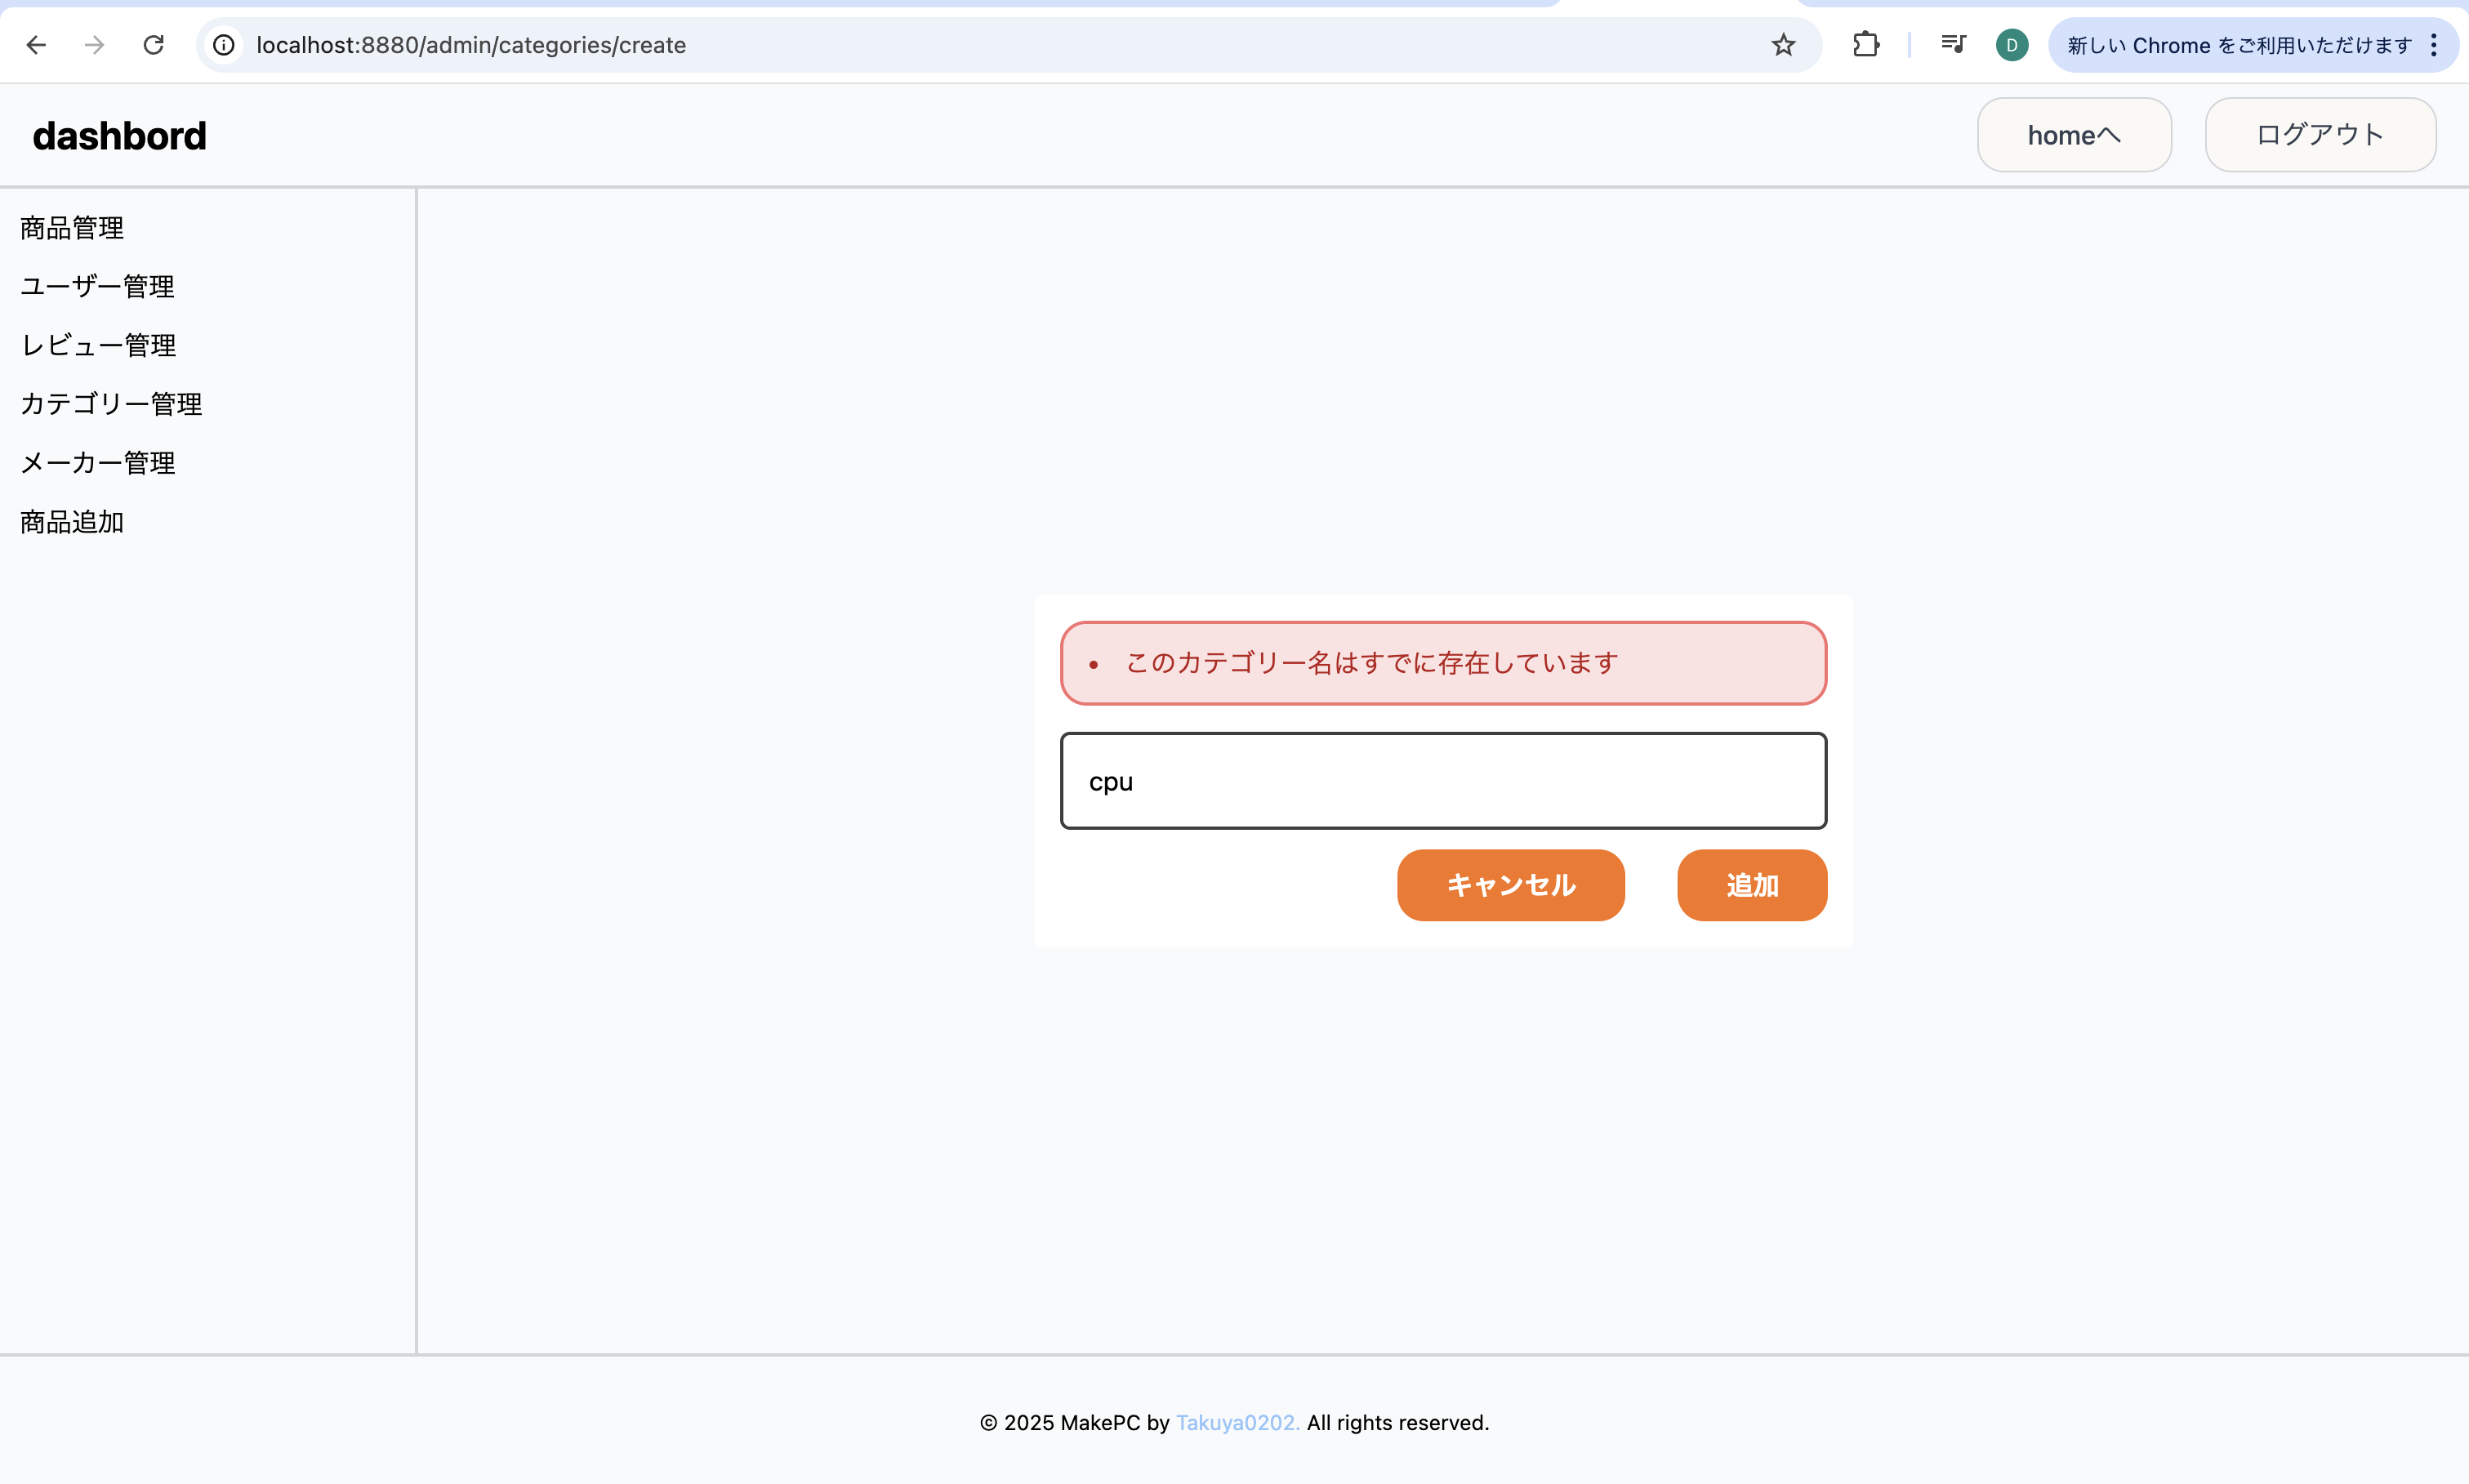 localhost:8880/admin/categories/create
D
新しい Chrome をご利用いただけます
dashbord
homeへ
ログアウト
商品管理
ユーザー管理
レビュー管理
カテゴリー管理
メーカー管理
商品追加
• このカテゴリー名はすでに存在しています
cpu
キャンセル
追加
© 2025 MakePC by Takuya0202. All rights reserved.